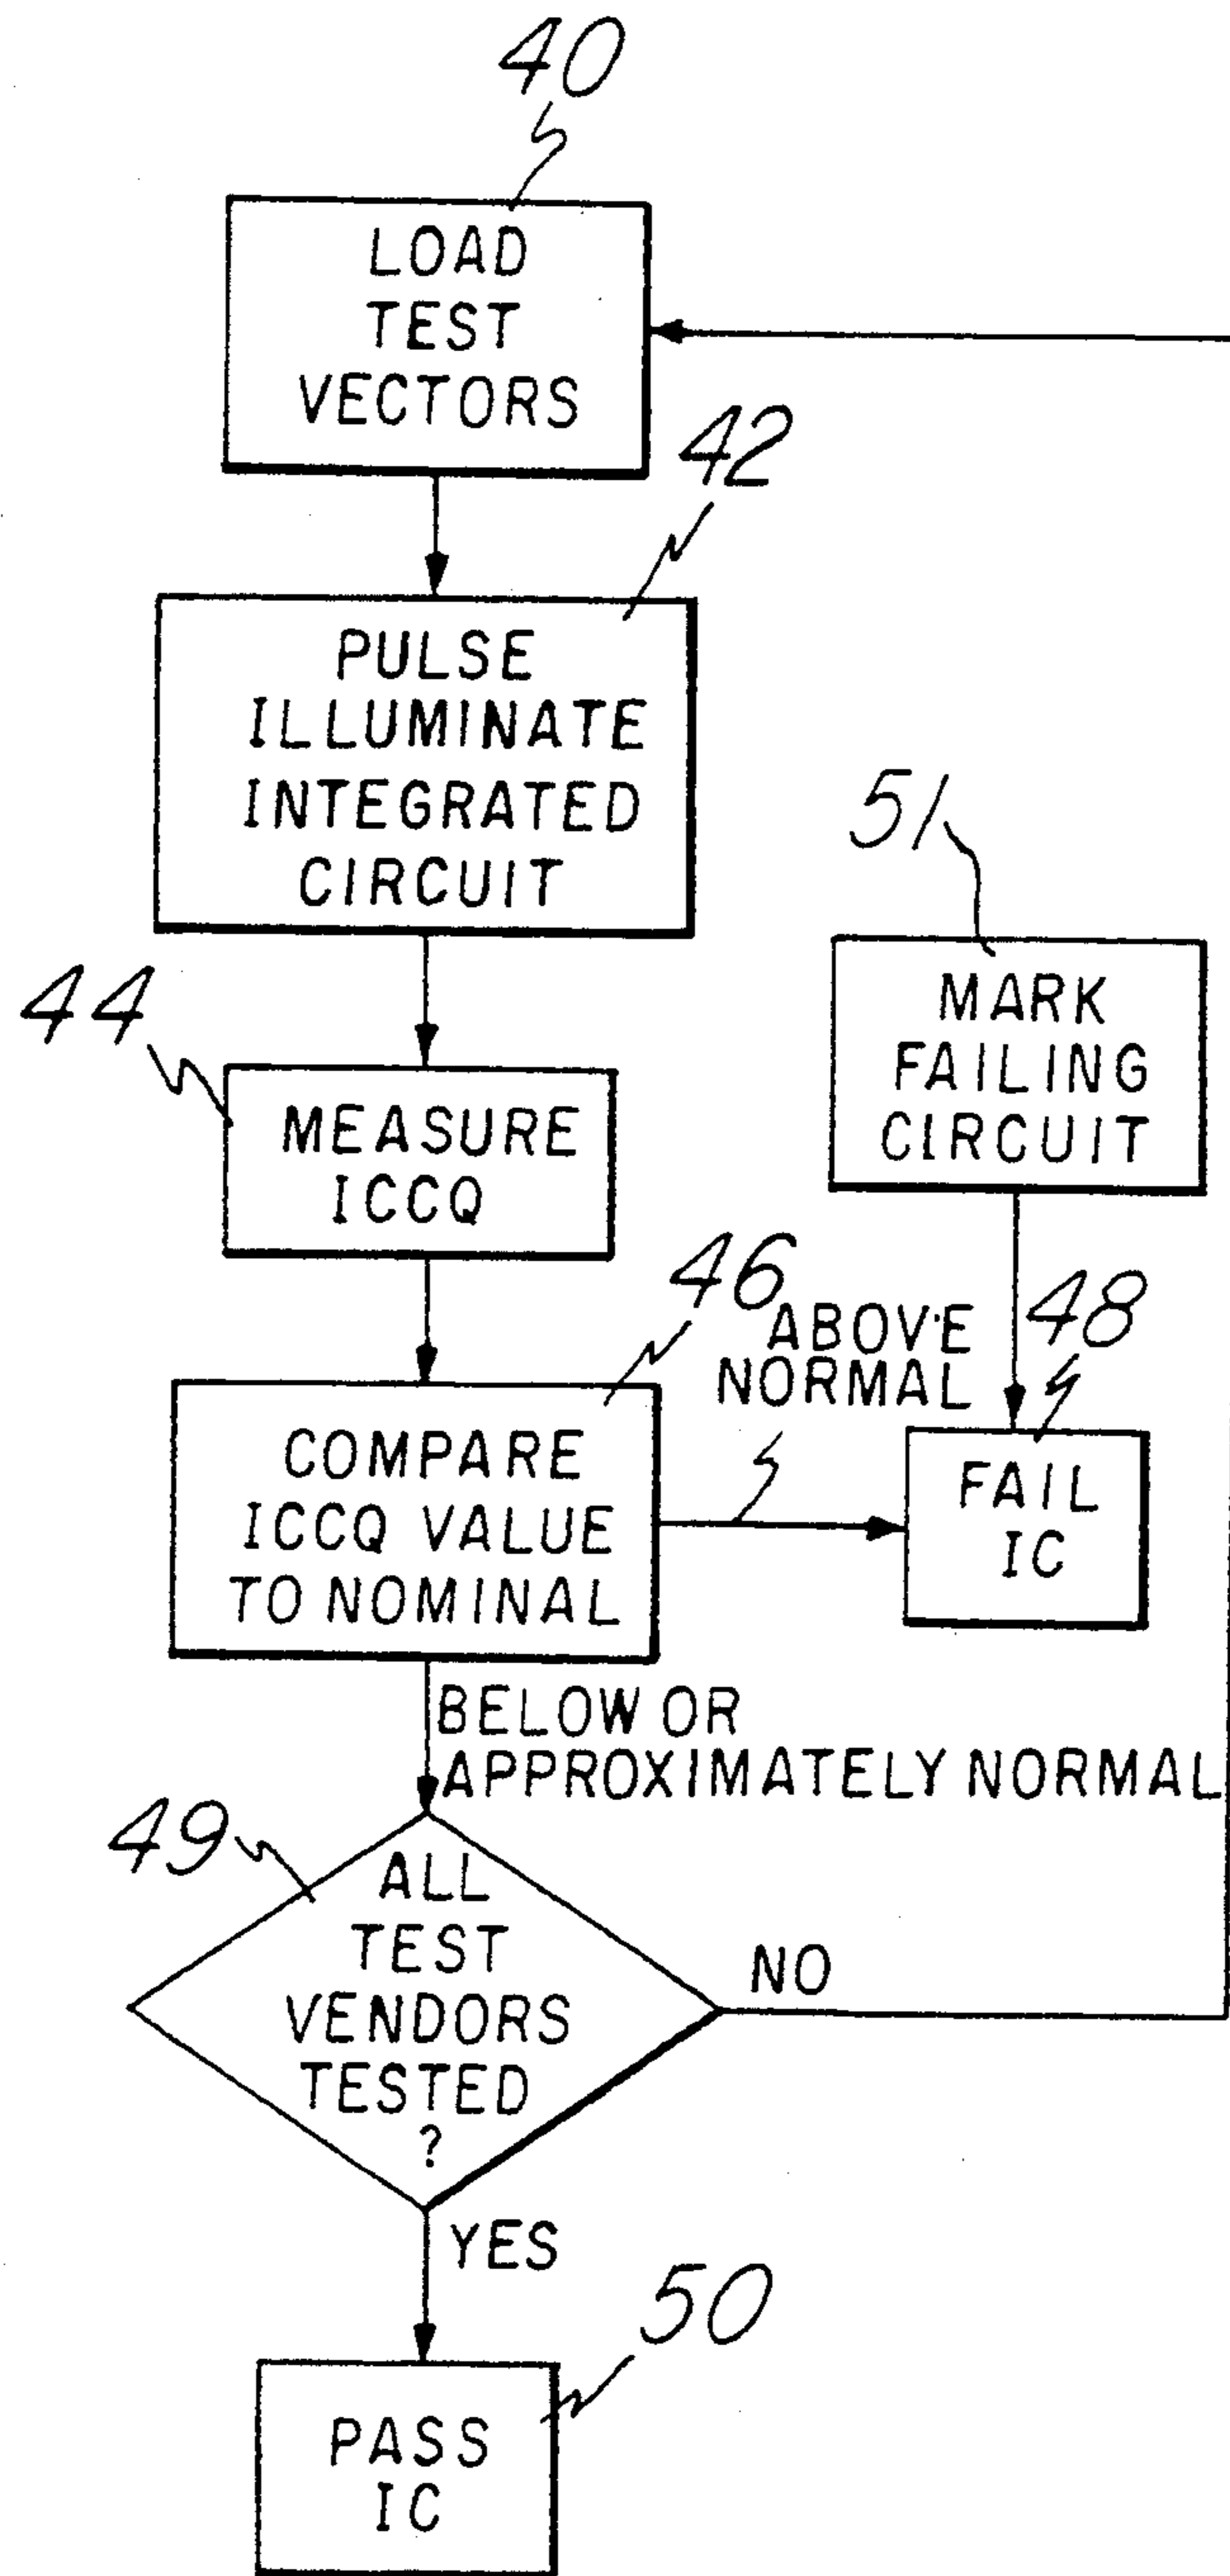 40
LOAD
TEST
VECTORS
42
PULSE
ILLUMINATE
INTEGRATED
CIRCUIT
44
MEASURE
ICCQ
51
MARK
FAILING
CIRCUIT
46
COMPARE
ICCQ VALUE
TO NOMINAL
ABOVE
NORMAL
48
FAIL
IC
BELOW OR
APPROXIMATELY NORMAL
49
ALL
TEST
VENDORS
TESTED
?
NO
YES
50
PASS
IC